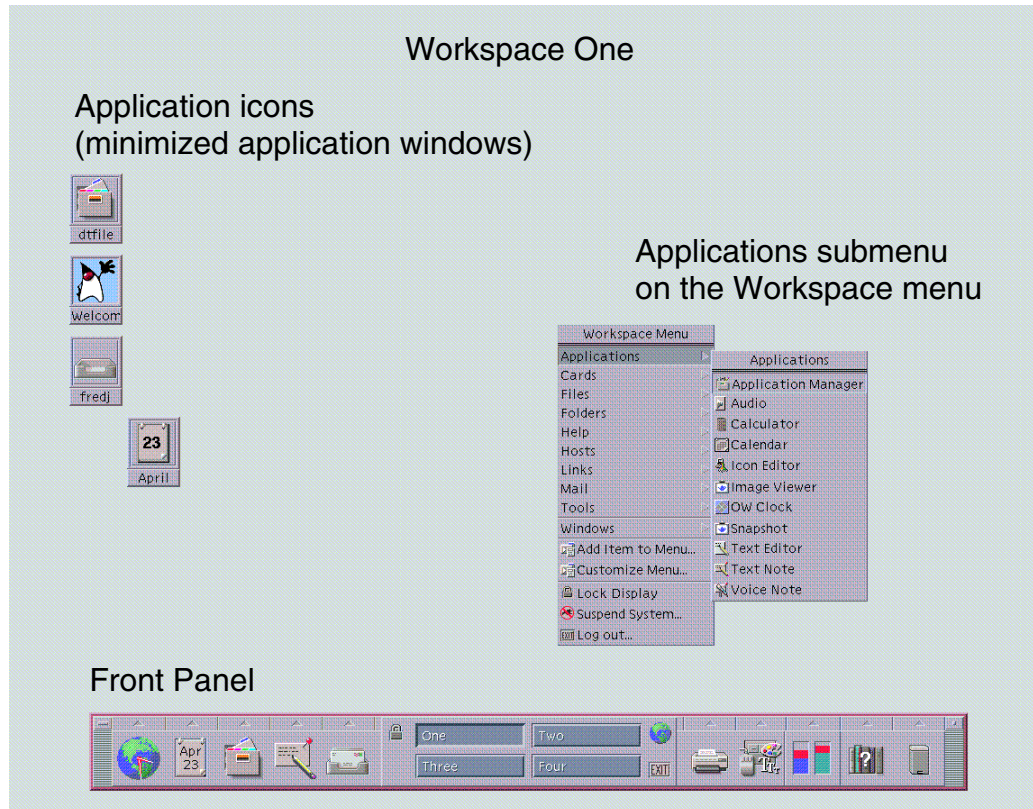 Workspace One
Application icons
(minimized application windows)
dtfile
Welcom
fredj
23
April
Applications submenu
on the Workspace menu
Workspace Menu
Applications
Cards
Files
Folders
Help
Hosts
Links
Mail
Tools
Windows
Add Item to Menu...
Customize Menu...
Lock Display
Suspend System...
Log out...
Applications
Application Manager
Audio
Calculator
Calendar
Icon Editor
Image Viewer
OW Clock
Snapshot
Text Editor
Text Note
Voice Note
Front Panel
Apr
23
One
Two
Three
Four
EXIT
?